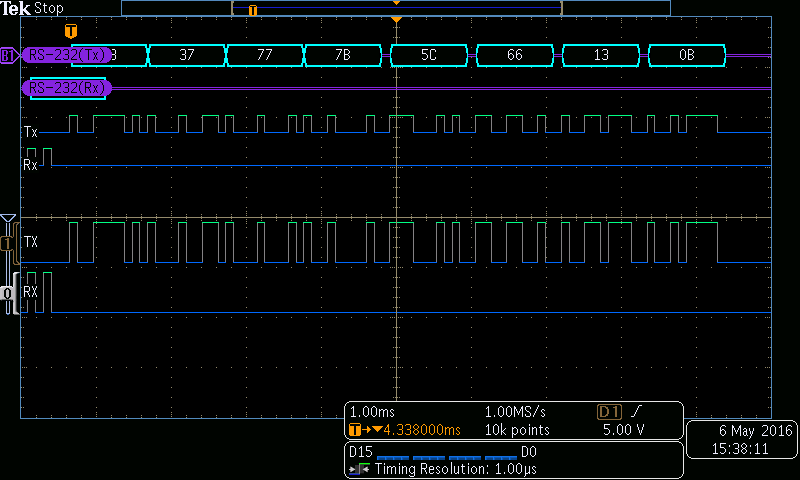 Tek Stop
T
T
B1 RS-232(Tx) 37 77 7B 5C 66 13 0B
RS-232(Rx)
Tx
Rx
1 TX
0 RX
1.00ms 1.00MS/s D1
T 4.338000ms 10k points 5.00 V
D15 D0
Timing Resolution: 1.00µs
6 May 2016
15:38:11